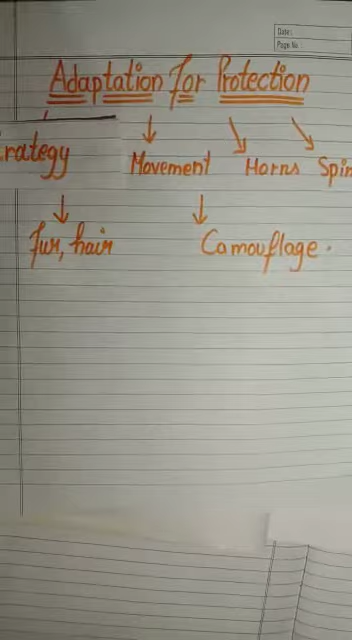 Date:
Page No.
Adaptation For Protection
rategy Movement Horns Spin
Fur, hair Camouflage.